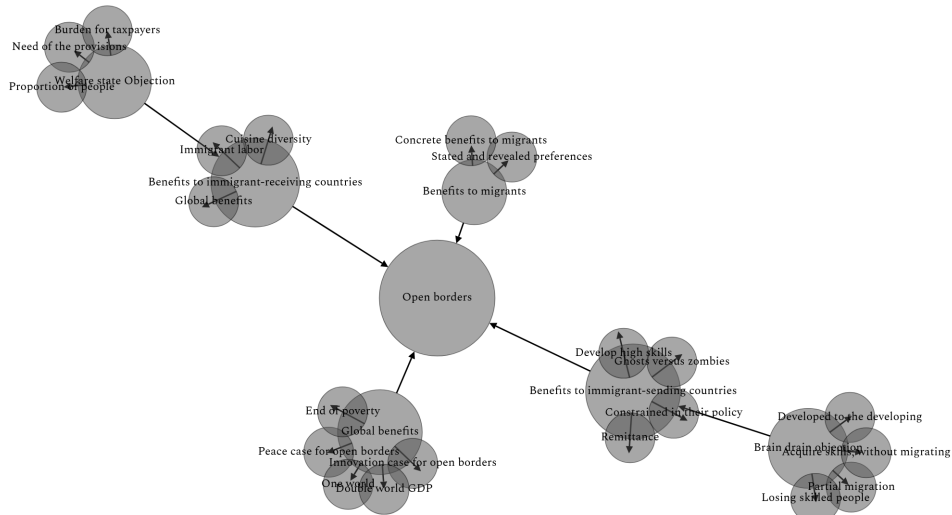 Burden for taxpayers
Need of the provisions
Welfare state Objection
Proportion of people
Cuisine diversity
Immigrant labor
Benefits to immigrant-receiving countries
Global benefits
Concrete benefits to migrants
Stated and revealed preferences
Benefits to migrants
Open borders
Develop high skills
Ghosts versus zombies
Benefits to immigrant-sending countries
Constrained in their policy
Remittance
End of poverty
Global benefits
Peace case for open borders
Innovation case for open borders
One world
Double world GDP
Developed to the developing
Brain drain objection
Acquire skills without migrating
Partial migration
Losing skilled people